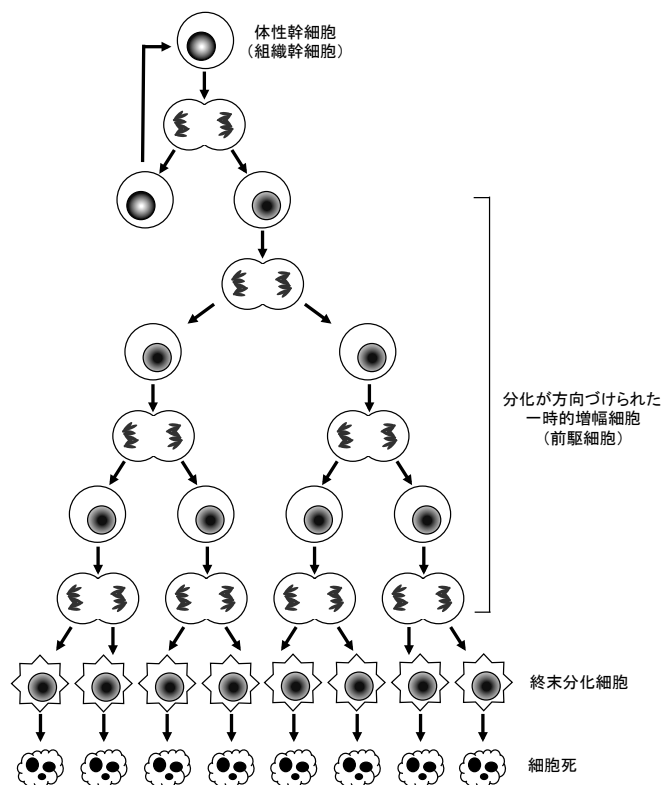 体性幹細胞
（組織幹細胞）
分化が方向づけられた
一時的増幅細胞
（前駆細胞）
終末分化細胞
細胞死